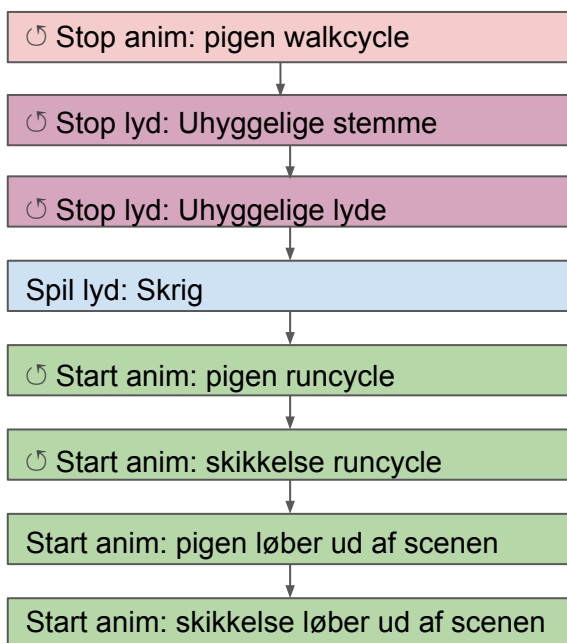 ↺ Stop anim: pigen walkcycle
↺ Stop lyd: Uhyggelige stemme
↺ Stop lyd: Uhyggelige lyde
Spil lyd: Skrig
↺ Start anim: pigen runcycle
↺ Start anim: skikkelse runcycle
Start anim: pigen løber ud af scenen
Start anim: skikkelse løber ud af scenen